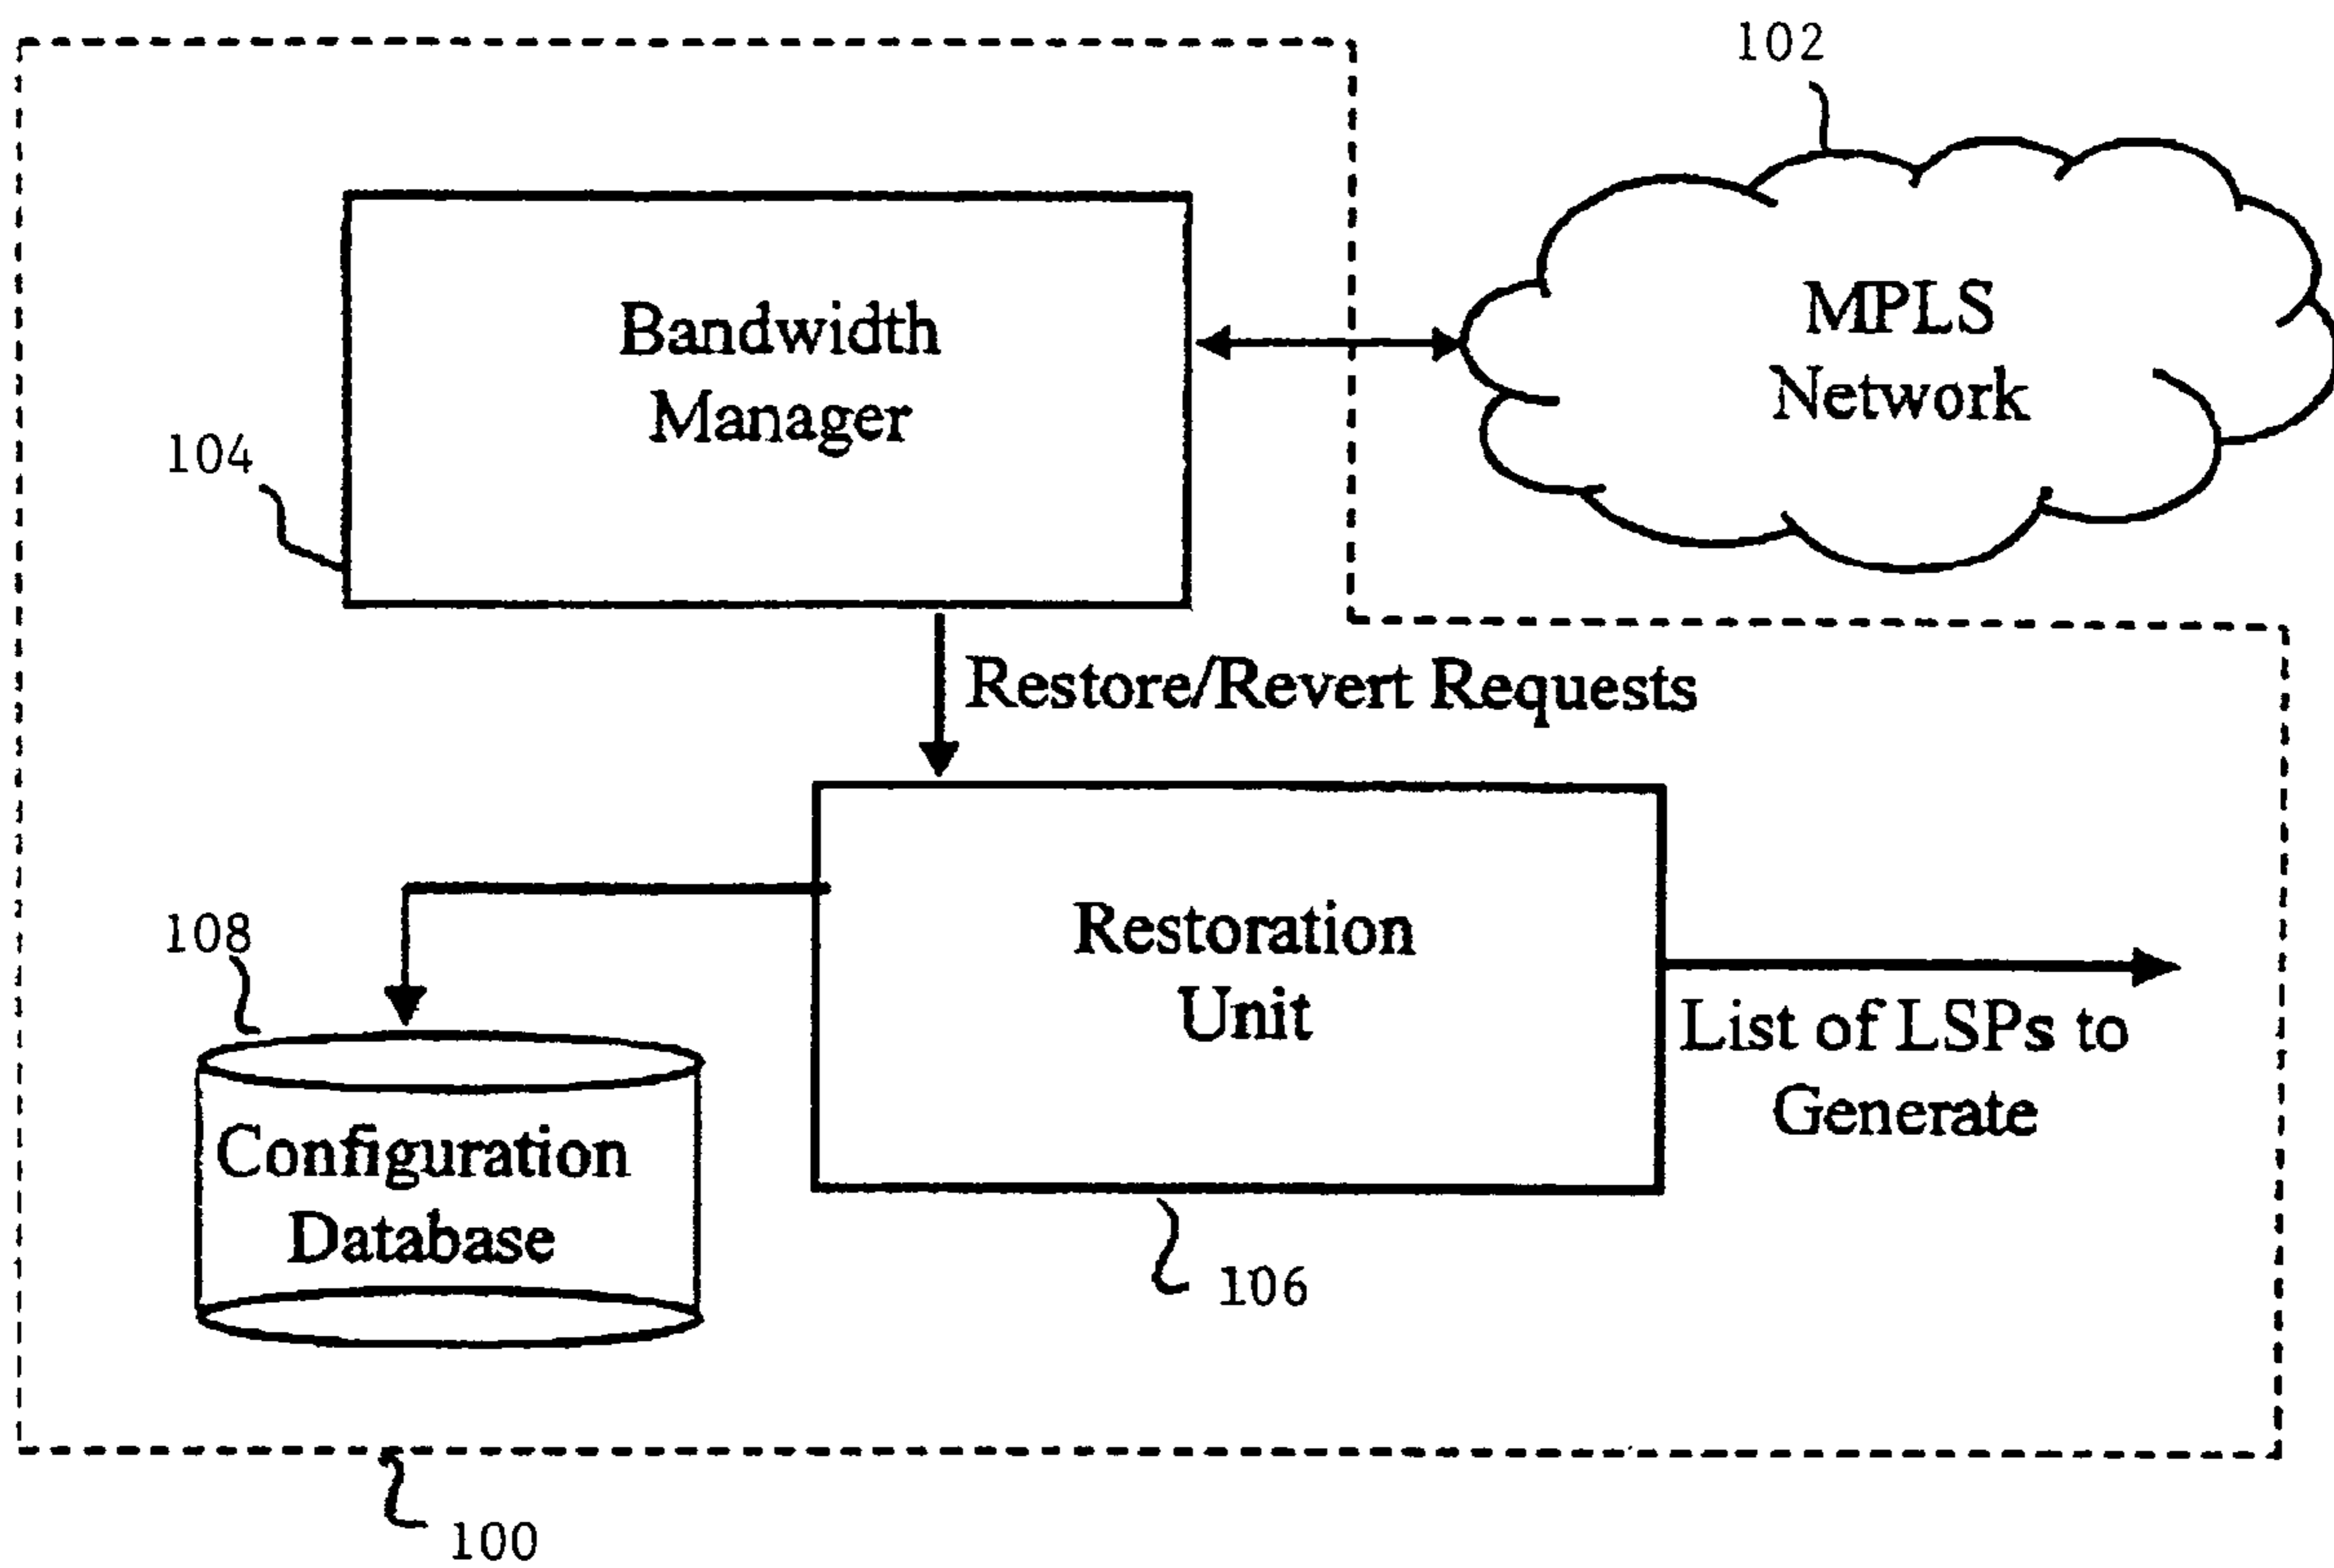 102
Bandwidth
Manager
MPLS
Network
104
Restore/Revert Requests
108
Restoration
Unit
List of LSPs to
Generate
Configuration
Database
106
100